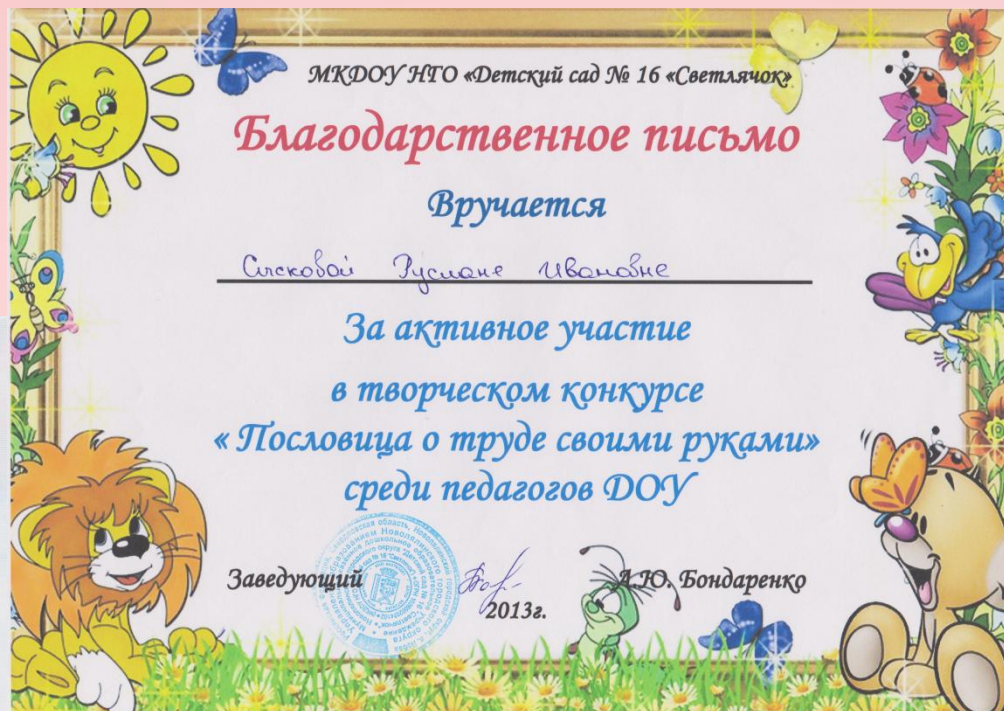 МКДОУ НГО «Детский сад № 16 «Светлячок»
Благодарственное письмо
Вручается
Сысковой Руслане Ивановне
За активное участие
в творческом конкурсе
« Пословица о труде своими руками»
среди педагогов ДОУ
Заведующий А.Ю. Бондаренко
2013г.